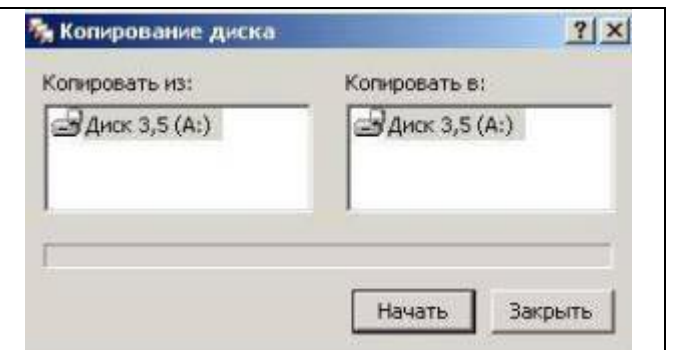 Копирование диска
Копировать из:
Копировать в:
Диск 3,5 (А:)
Диск 3,5 (А:)
Начать
Закрыть